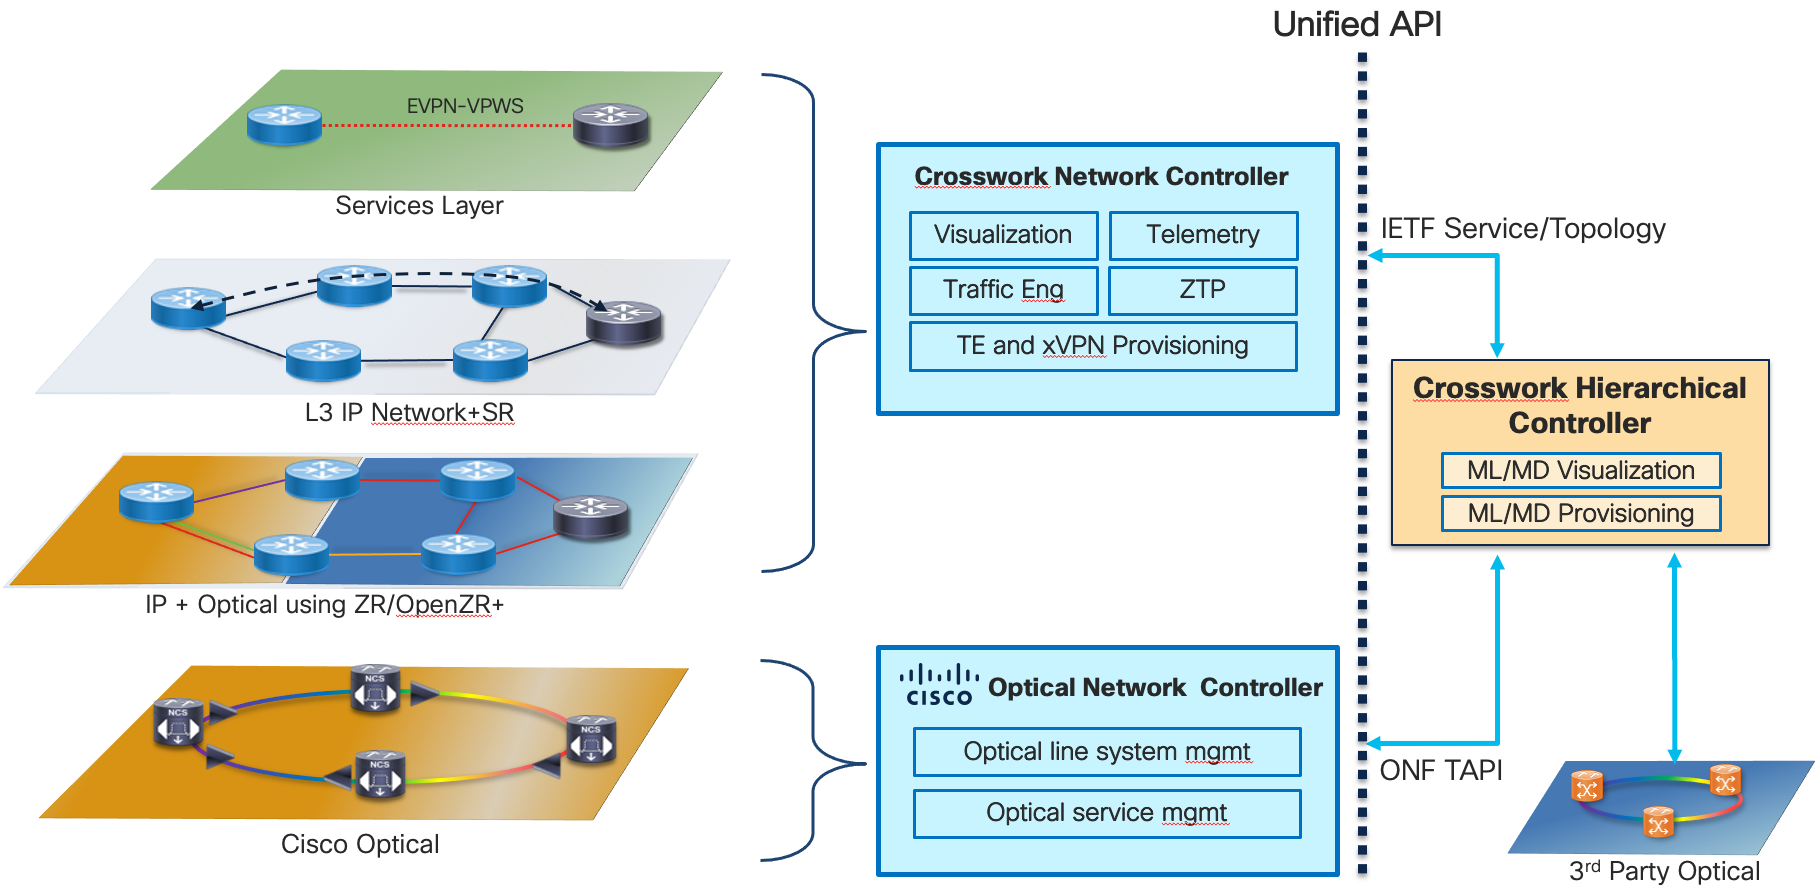 Unified API
EVPN-VPWS
Services Layer
L3 IP Network+SR
IP + Optical using ZR/OpenZR+
NCS
NCS
NCS
NCS
Cisco Optical
Crosswork Network Controller
Visualization
Telemetry
Traffic Eng
ZTP
TE and xVPN Provisioning
CISCO
Optical Network Controller
Optical line system mgmt
Optical service mgmt
IETF Service/Topology
Crosswork Hierarchical
Controller
ML/MD Visualization
ML/MD Provisioning
ONF TAPI
3rd Party Optical